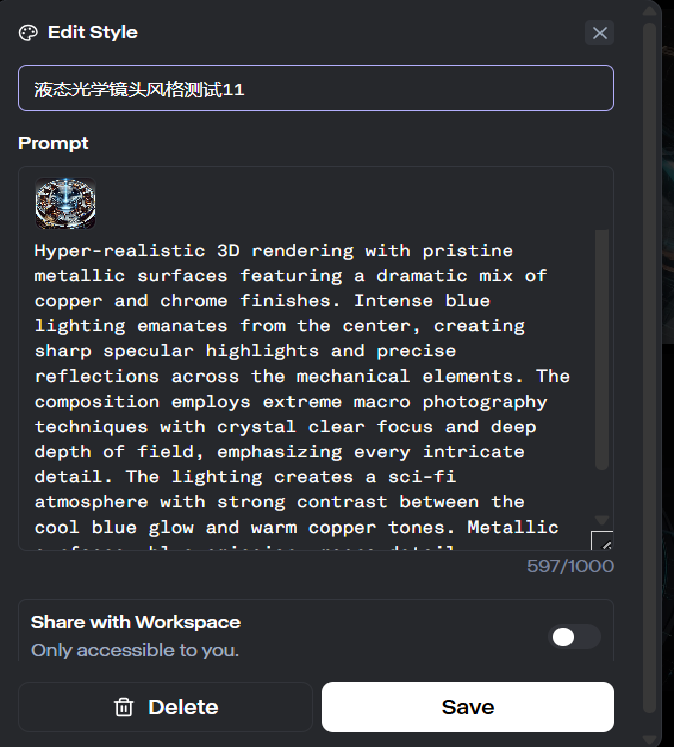 Edit Style
液态光学镜头风格测试11
Prompt
Hyper-realistic 3D rendering with pristine
metallic surfaces featuring a dramatic mix of
copper and chrome finishes. Intense blue
lighting emanates from the center, creating
sharp specular highlights and precise
reflections across the mechanical elements. The
composition employs extreme macro photography
techniques with crystal clear focus and deep
depth of field, emphasizing every intricate
detail. The lighting creates a sci-fi
atmosphere with strong contrast between the
cool blue glow and warm copper tones. Metallic
597/1000
Share with Workspace
Only accessible to you.
Delete
Save